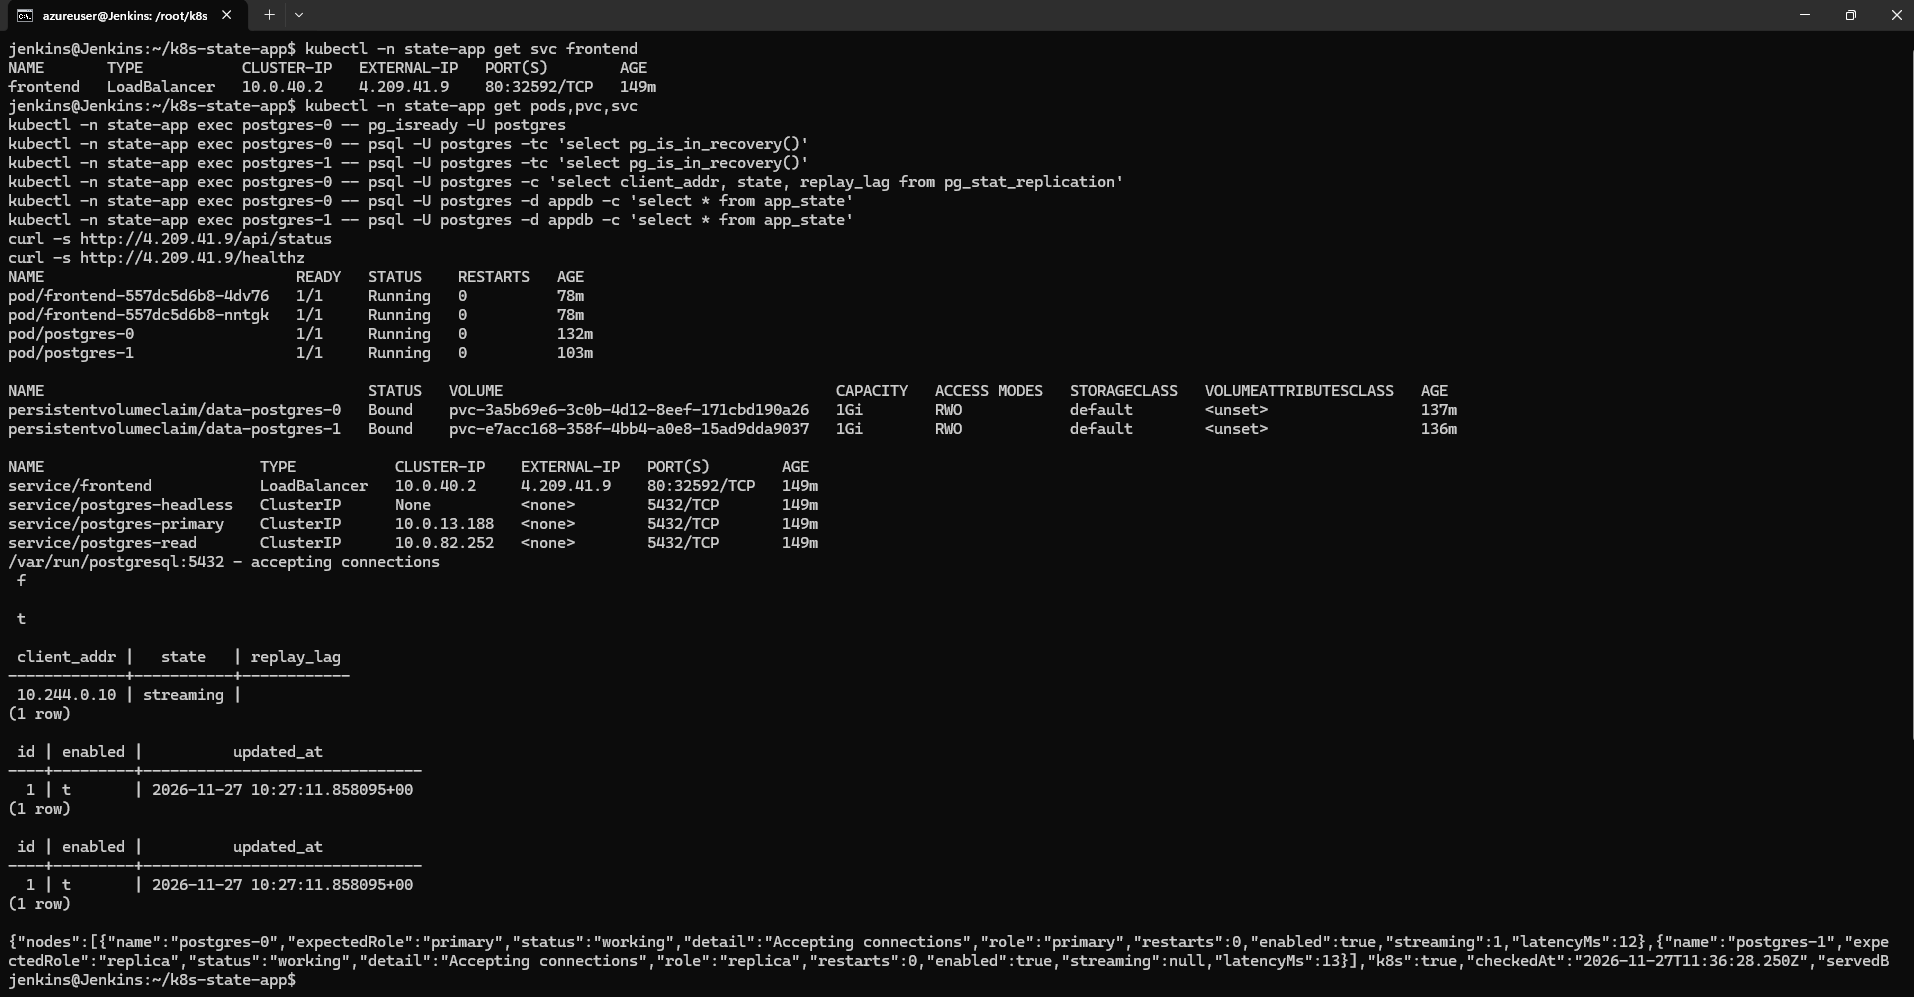 azureuser@Jenkins: /root/k8s
jenkins@Jenkins:~/k8s-state-app$ kubectl -n state-app get svc frontend
NAME       TYPE           CLUSTER-IP   EXTERNAL-IP   PORT(S)        AGE
frontend   LoadBalancer   10.0.40.2    4.209.41.9    80:32592/TCP   149m
jenkins@Jenkins:~/k8s-state-app$ kubectl -n state-app get pods,pvc,svc
kubectl -n state-app exec postgres-0 -- pg_isready -U postgres
kubectl -n state-app exec postgres-0 -- psql -U postgres -tc 'select pg_is_in_recovery()'
kubectl -n state-app exec postgres-1 -- psql -U postgres -tc 'select pg_is_in_recovery()'
kubectl -n state-app exec postgres-0 -- psql -U postgres -c 'select client_addr, state, replay_lag from pg_stat_replication'
kubectl -n state-app exec postgres-0 -- psql -U postgres -d appdb -c 'select * from app_state'
kubectl -n state-app exec postgres-1 -- psql -U postgres -d appdb -c 'select * from app_state'
curl -s http://4.209.41.9/api/status
curl -s http://4.209.41.9/healthz
NAME                            READY   STATUS    RESTARTS   AGE
pod/frontend-557dc5d6b8-4dv76   1/1     Running   0          78m
pod/frontend-557dc5d6b8-nntgk   1/1     Running   0          78m
pod/postgres-0                  1/1     Running   0          132m
pod/postgres-1                  1/1     Running   0          103m
NAME                                    STATUS   VOLUME                                     CAPACITY   ACCESS MODES   STORAGECLASS   VOLUMEATTRIBUTESCLASS   AGE
persistentvolumeclaim/data-postgres-0   Bound    pvc-3a5b69e6-3c0b-4d12-8eef-171cbd190a26   1Gi        RWO            default        <unset>                 137m
persistentvolumeclaim/data-postgres-1   Bound    pvc-e7acc168-358f-4bb4-a0e8-15ad9dda9037   1Gi        RWO            default        <unset>                 136m
NAME                        TYPE           CLUSTER-IP    EXTERNAL-IP   PORT(S)        AGE
service/frontend            LoadBalancer   10.0.40.2     4.209.41.9    80:32592/TCP   149m
service/postgres-headless   ClusterIP      None          <none>        5432/TCP       149m
service/postgres-primary    ClusterIP      10.0.13.188   <none>        5432/TCP       149m
service/postgres-read       ClusterIP      10.0.82.252   <none>        5432/TCP       149m
/var/run/postgresql:5432 - accepting connections
 f
 t
 client_addr |   state   | replay_lag
-------------+-----------+------------
 10.244.0.10 | streaming |
(1 row)
 id | enabled |          updated_at
----+---------+-------------------------------
  1 | t       | 2026-11-27 10:27:11.858095+00
(1 row)
 id | enabled |          updated_at
----+---------+-------------------------------
  1 | t       | 2026-11-27 10:27:11.858095+00
(1 row)
{"nodes":[{"name":"postgres-0","expectedRole":"primary","status":"working","detail":"Accepting connections","role":"primary","restarts":0,"enabled":true,"streaming":1,"latencyMs":12},{"name":"postgres-1","expe
ctedRole":"replica","status":"working","detail":"Accepting connections","role":"replica","restarts":0,"enabled":true,"streaming":null,"latencyMs":13}],"k8s":true,"checkedAt":"2026-11-27T11:36:28.250Z","servedB
jenkins@Jenkins:~/k8s-state-app$